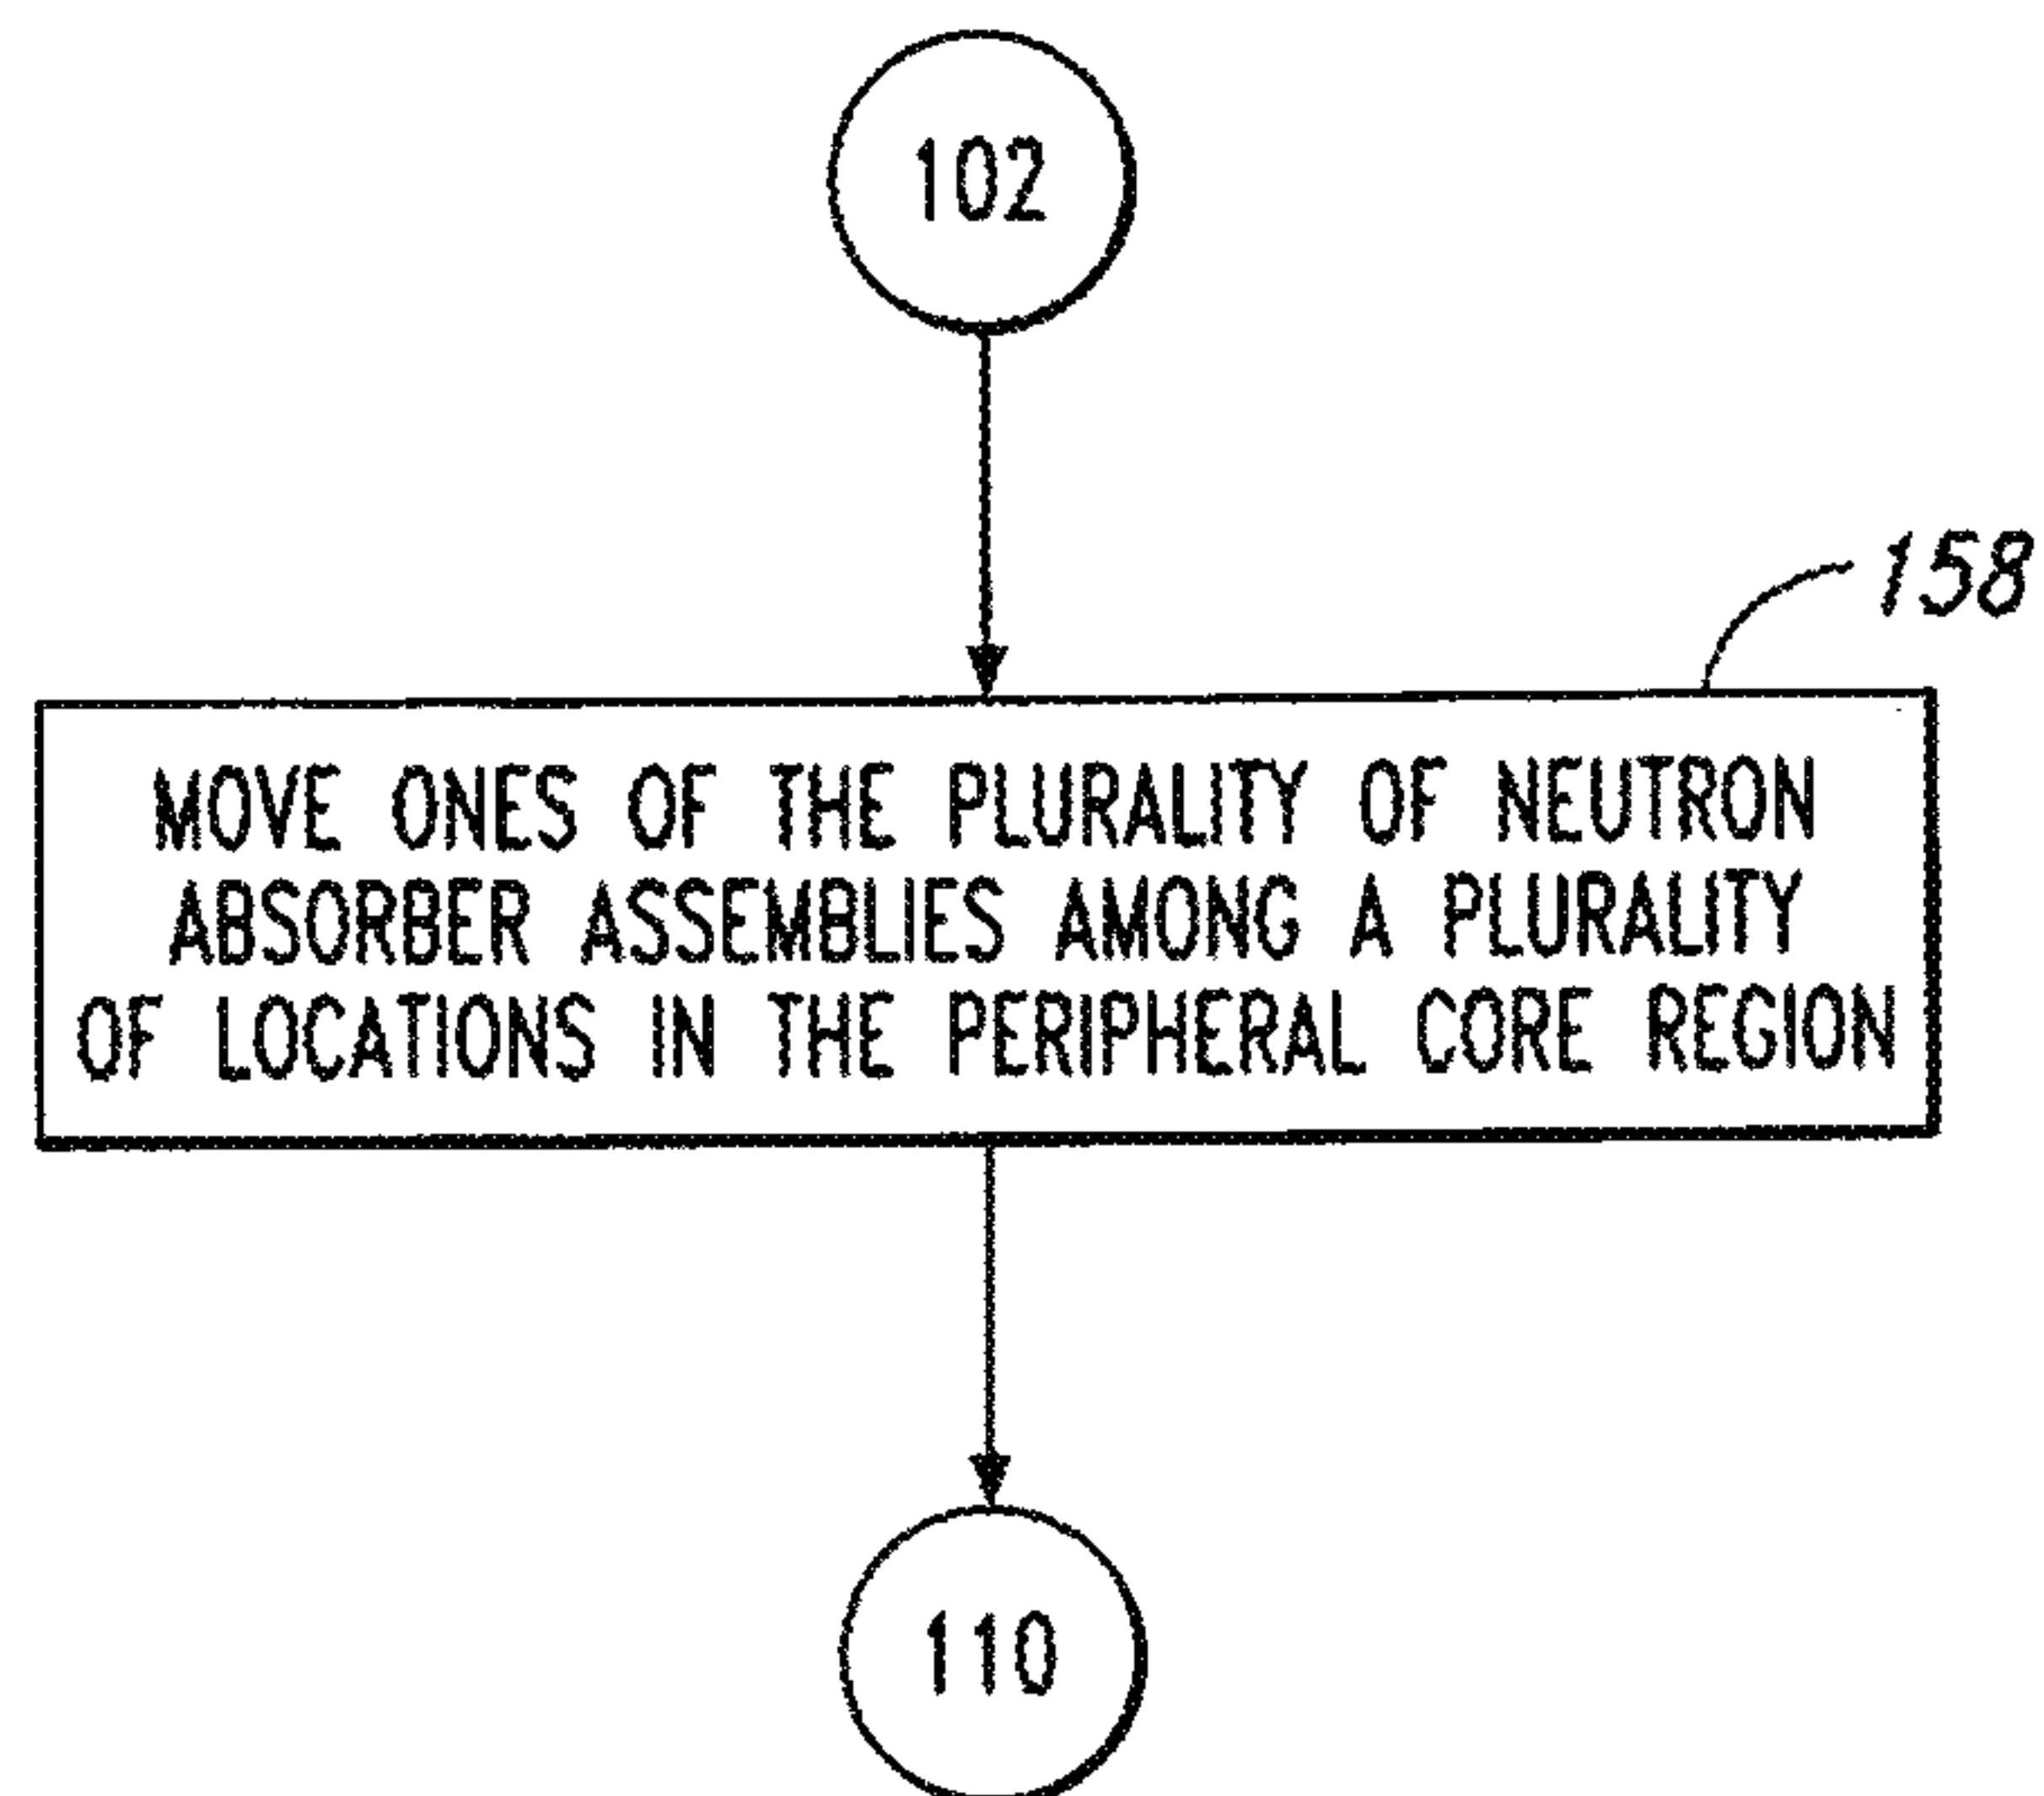 102
158
MOVE ONES OF THE PLURALITY OF NEUTRON
ABSORBER ASSEMBLIES AMONG A PLURALITY
OF LOCATIONS IN THE PERIPHERAL CORE REGION
110